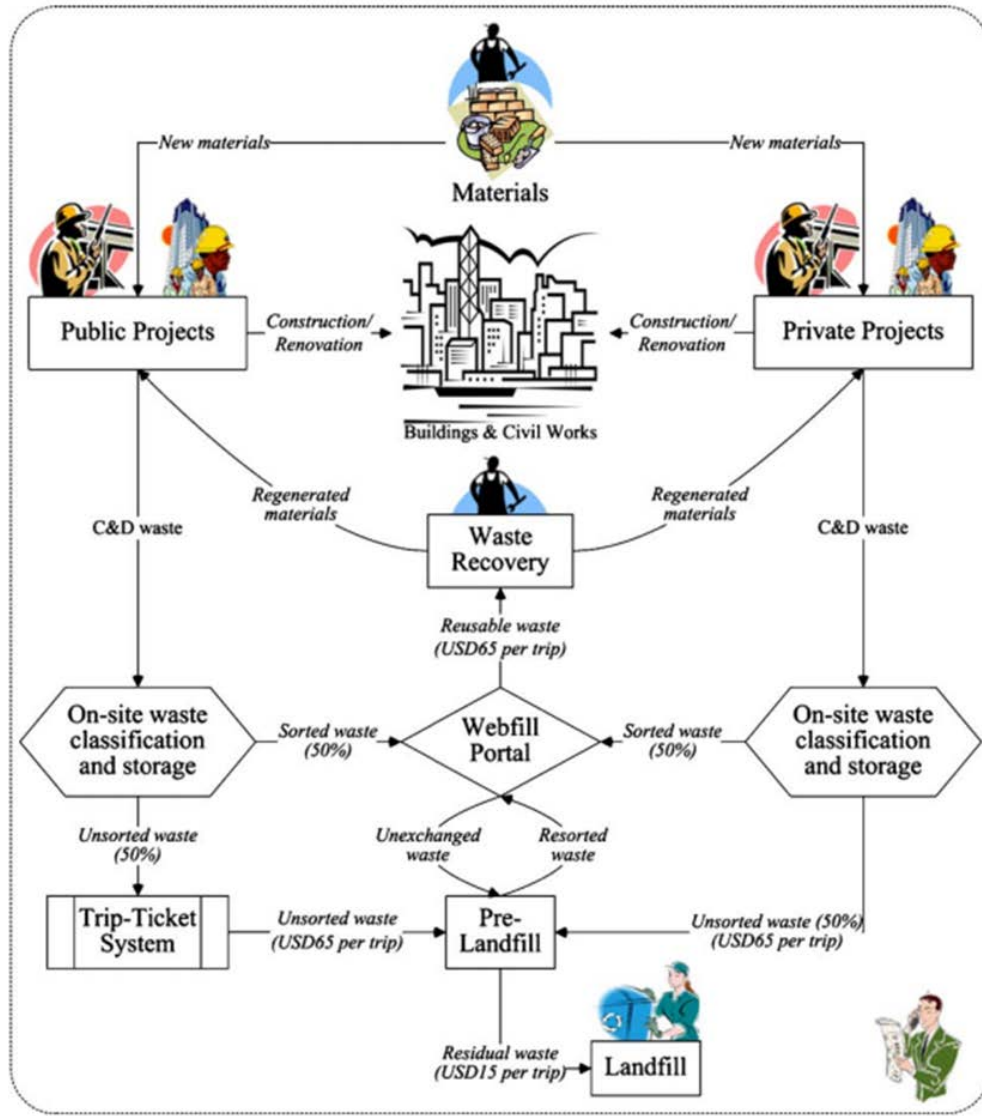 New materials
New materials
Materials
Public Projects
Construction/
Renovation
Construction/
Renovation
Private Projects
Buildings & Civil Works
Regenerated
materials
Regenerated
materials
C&D waste
Waste
Recovery
C&D waste
Reusable waste
(USD65 per trip)
On-site waste
classification
and storage
Sorted waste
(50%)
Webfill
Portal
Sorted waste
(50%)
On-site waste
classification
and storage
Unsorted waste
(50%)
Unexchanged
waste
Resorted
waste
Trip-Ticket
System
Unsorted waste
(USD65 per trip)
Pre-
Landfill
Unsorted waste (50%)
(USD65 per trip)
Residual waste
(USD15 per trip)
Landfill